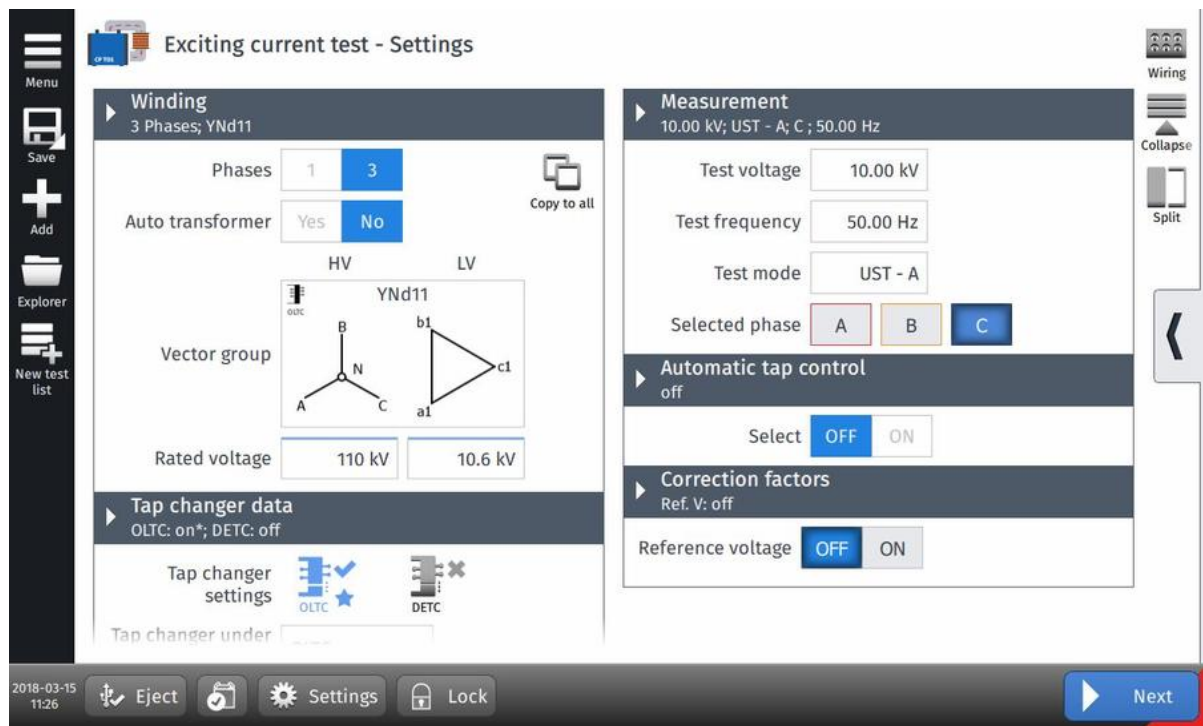 Menu
Save
Add
Explorer
New test
list
CP TD1
Exciting current test - Settings
Winding
3 Phases; YNd11
Phases 1 3
Copy to all
Auto transformer Yes No
HV LV
OLTC
YNd11
B
N
A C
b1
c1
a1
Vector group
Rated voltage 110 kV 10.6 kV
Tap changer data
OLTC: on*; DETC: off
Tap changer
settings
OLTC DETC
Tap changer under
Measurement
10.00 kV; UST - A; C ; 50.00 Hz
Test voltage 10.00 kV
Test frequency 50.00 Hz
Test mode UST - A
Selected phase A B C
Automatic tap control
off
Select OFF ON
Correction factors
Ref. V: off
Reference voltage OFF ON
Wiring
Collapse
Split
2018-03-15
11:26
Eject Settings Lock Next